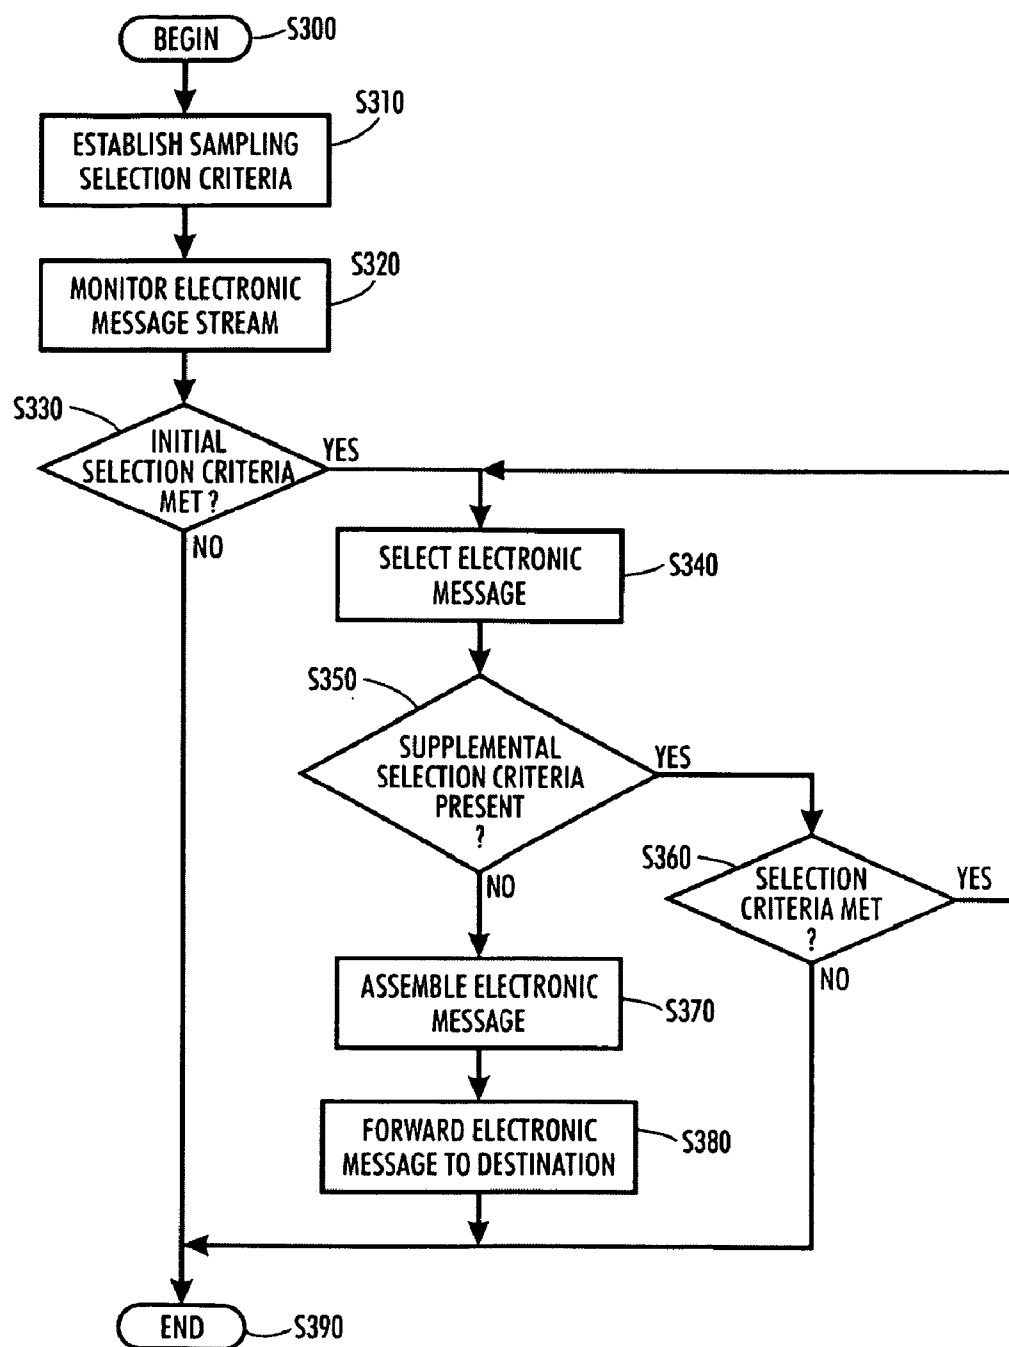 BEGIN
S300
S310
ESTABLISH SAMPLING
SELECTION CRITERIA
S320
MONITOR ELECTRONIC
MESSAGE STREAM
S330
INITIAL
SELECTION CRITERIA
MET ?
YES
NO
SELECT ELECTRONIC
MESSAGE
S340
S350
SUPPLEMENTAL
SELECTION CRITERIA
PRESENT
?
YES
NO
S360
SELECTION
CRITERIA MET
?
YES
NO
ASSEMBLE ELECTRONIC
MESSAGE
S370
FORWARD ELECTRONIC
MESSAGE TO DESTINATION
S380
END
S390